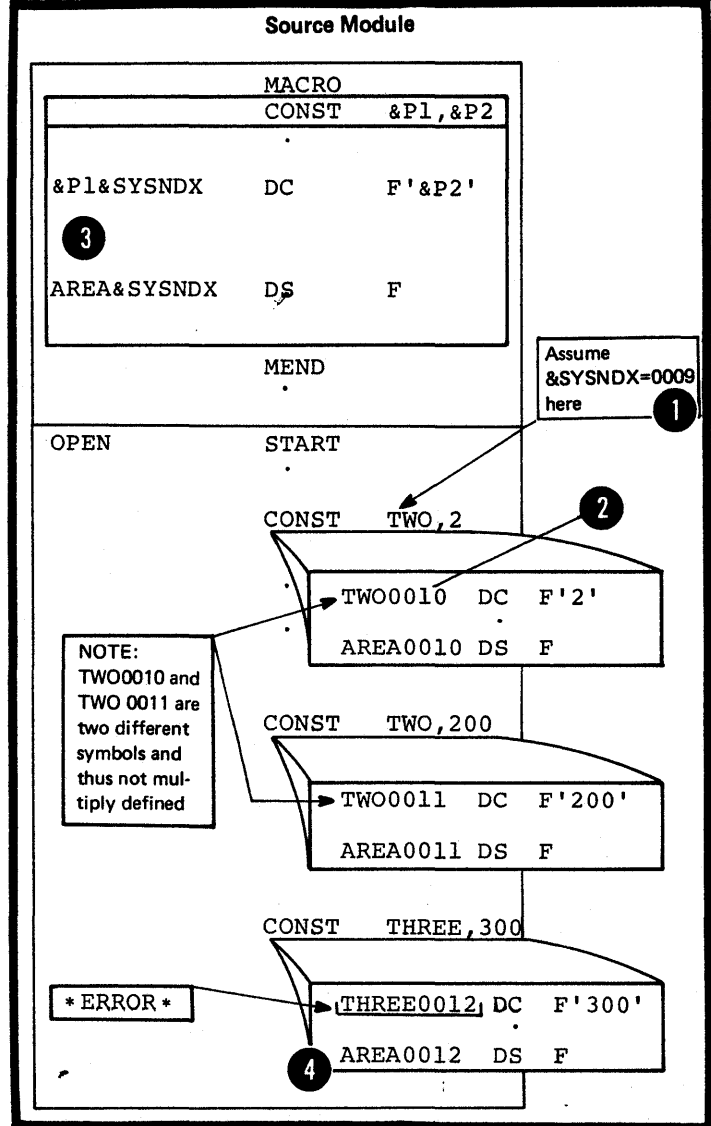 Source Module
MACRO
CONST &P1,&P2
.
&P1&SYSNDX DC F'&P2'
3
AREA&SYSNDX DS F
MEND
.
Assume
&SYSNDX=0009
here
1
OPEN START
.
CONST TWO,2
2
.
TWO0010 DC F'2'
.
.
AREA0010 DS F
NOTE:
TWO0010 and
TWO 0011 are
two different
symbols and
thus not mul-
tiply defined
CONST TWO,200
TWO0011 DC F'200'
AREA0011 DS F
CONST THREE,300
*ERROR*
THREE0012 DC F'300'
.
4
AREA0012 DS F